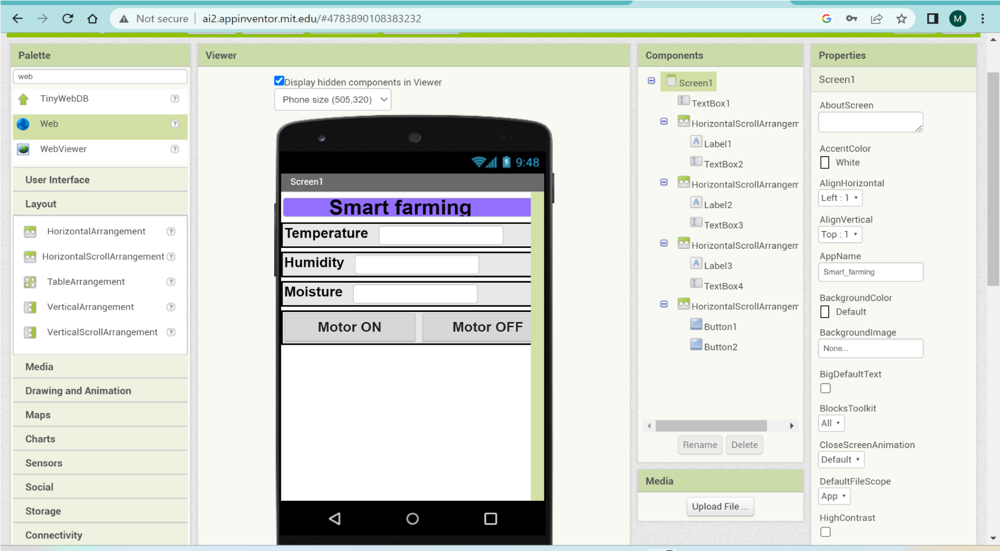 Not secure
ai2.appinventor.mit.edu/#4783890108383232
G
M
Palette
web
TinyWebDB
?
Web
?
WebViewer
?
User Interface
Layout
HorizontalArrangement
?
HorizontalScrollArrangement
?
TableArrangement
?
VerticalArrangement
?
VerticalScrollArrangement
?
Media
Drawing and Animation
Maps
Charts
Sensors
Social
Storage
Connectivity
Viewer
Display hidden components in Viewer
Phone size (505,320)
9:48
Screen1
Smart farming
Temperature
Humidity
Moisture
Motor ON
Motor OFF
Components
Screen1
TextBox1
HorizontalScrollArrangem
A Label1
TextBox2
HorizontalScrollArrangem
A Label2
TextBox3
HorizontalScrollArrangem
A Label3
TextBox4
HorizontalScrollArrangem
Button1
Button2
Rename
Delete
Media
Upload File ...
Properties
Screen1
AboutScreen
AccentColor
White
AlignHorizontal
Left : 1
AlignVertical
Top : 1
AppName
Smart_farming
BackgroundColor
Default
BackgroundImage
None...
BigDefaultText
BlocksToolkit
All
CloseScreenAnimation
Default
DefaultFileScope
App
HighContrast